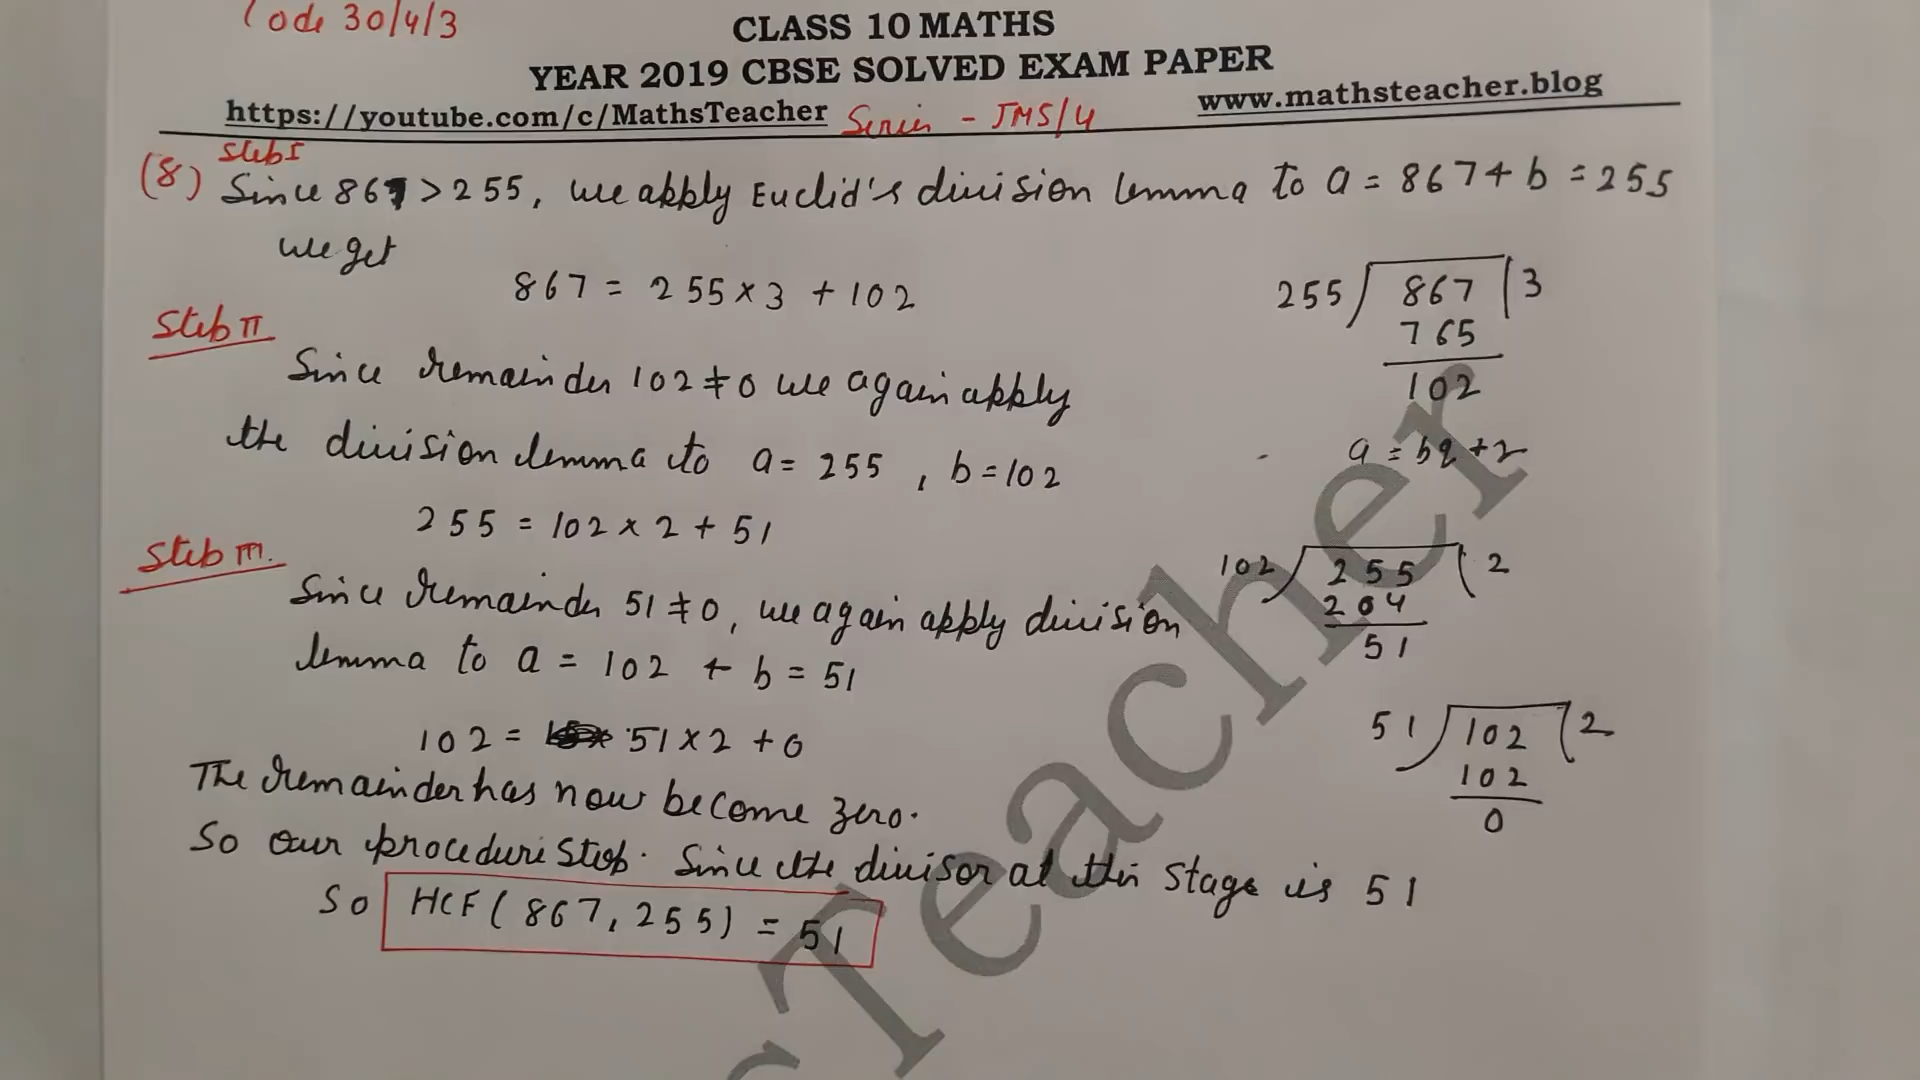 Code 30/4/3
CLASS 10 MATHS
YEAR 2019 CBSE SOLVED EXAM PAPER
https://youtube.com/c/MathsTeacher Series - JMS/4 www.mathsteacher.blog
Step I
(8) Since 867 > 255, we apply Euclid's division lemma to a = 867 + b = 255
we get
867 = 255 × 3 + 102
255 ) 867 ( 3
765
102
Step II
Since remainder 102 ≠ 0 we again apply
the division lemma to a = 255 , b = 102
a = bq + r
255 = 102 × 2 + 51
102 ) 255 ( 2
204
51
Step III.
Since remainder 51 ≠ 0, we again apply division
lemma to a = 102 + b = 51
102 = 51 × 2 + 0
51 ) 102 ( 2
102
0
The remainder has now become zero.
So our procedure stop. Since the divisor at this stage is 51
So HCF ( 867, 255) = 51
Teacher